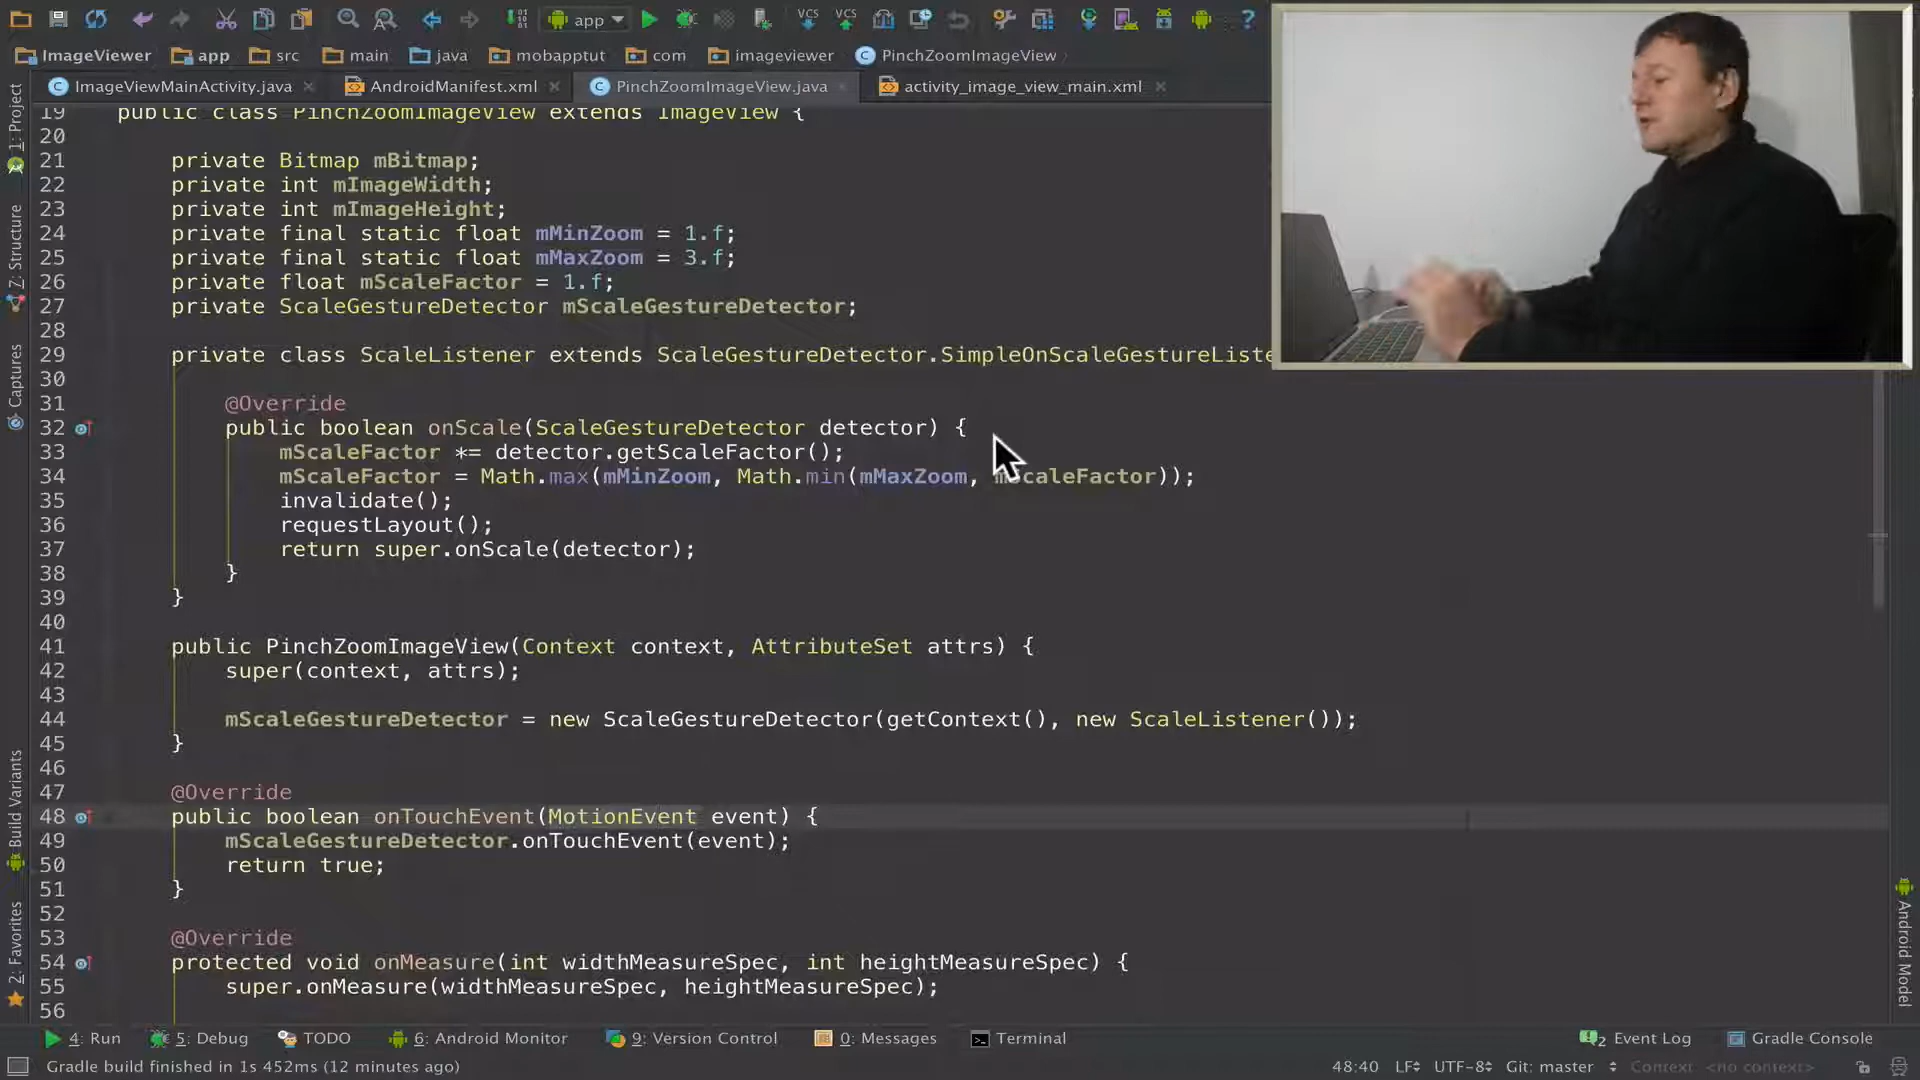 app
ImageViewer app src main java mobapptut com imageviewer PinchZoomImageView
ImageViewMainActivity.java AndroidManifest.xml PinchZoomImageView.java activity_image_view_main.xml
1: Project
7: Structure
Captures
Build Variants
2: Favorites
19 public class PinchZoomImageView extends ImageView {
20
21 private Bitmap mBitmap;
22 private int mImageWidth;
23 private int mImageHeight;
24 private final static float mMinZoom = 1.f;
25 private final static float mMaxZoom = 3.f;
26 private float mScaleFactor = 1.f;
27 private ScaleGestureDetector mScaleGestureDetector;
28
29 private class ScaleListener extends ScaleGestureDetector.SimpleOnScaleGestureListe
30
31 @Override
32 public boolean onScale(ScaleGestureDetector detector) {
33 mScaleFactor *= detector.getScaleFactor();
34 mScaleFactor = Math.max(mMinZoom, Math.min(mMaxZoom, mScaleFactor));
35 invalidate();
36 requestLayout();
37 return super.onScale(detector);
38 }
39 }
40
41 public PinchZoomImageView(Context context, AttributeSet attrs) {
42 super(context, attrs);
43
44 mScaleGestureDetector = new ScaleGestureDetector(getContext(), new ScaleListener());
45 }
46
47 @Override
48 public boolean onTouchEvent(MotionEvent event) {
49 mScaleGestureDetector.onTouchEvent(event);
50 return true;
51 }
52
53 @Override
54 protected void onMeasure(int widthMeasureSpec, int heightMeasureSpec) {
55 super.onMeasure(widthMeasureSpec, heightMeasureSpec);
56
Android Model
4: Run 5: Debug TODO 6: Android Monitor 9: Version Control 0: Messages Terminal 2 Event Log Gradle Console
Gradle build finished in 1s 452ms (12 minutes ago) 48:40 LF UTF-8 Git: master Context: <no context>